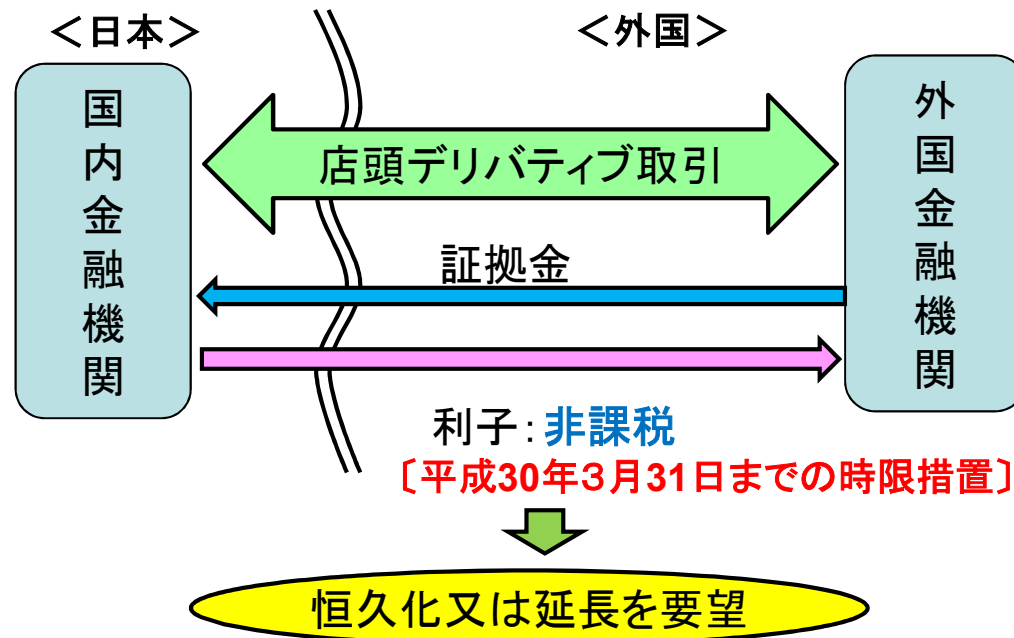 ＜日本＞
＜外国＞
国内金融機関
外国金融機関
店頭デリバティブ取引
証拠金
利子：非課税
〔平成30年３月31日までの時限措置〕
恒久化又は延長を要望